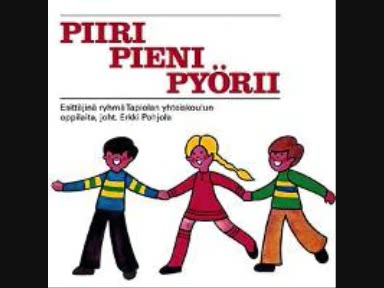 PIIRI
PIENI
PYÖRII
Esittäjinä ryhmä Tapiolan yhteiskoulun
oppilaita, joht. Erkki Pohjola